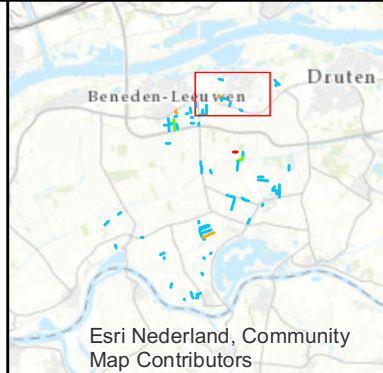 Druten
Beneden-Leeuwen
Esri Nederland, Community
Map Contributors